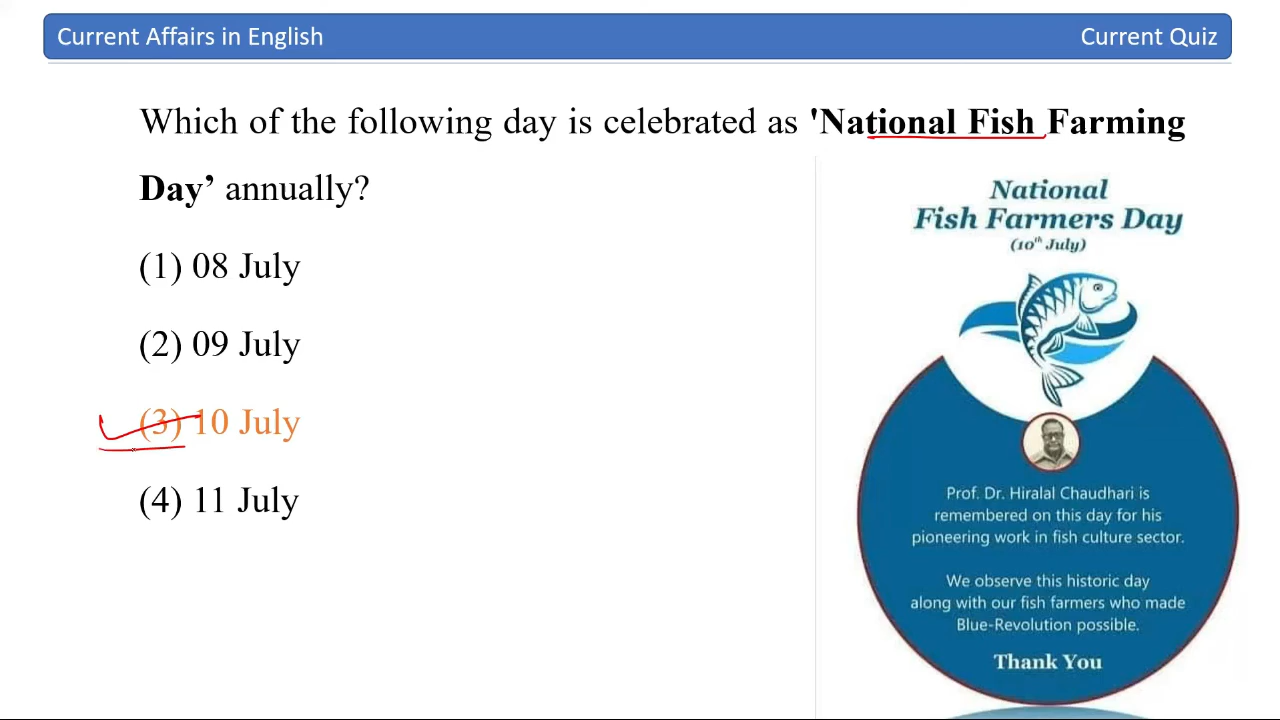 Current Affairs in English
Current Quiz
Which of the following day is celebrated as 'National Fish Farming
Day’ annually?
(1) 08 July
(2) 09 July
(3) 10 July
(4) 11 July
National
Fish Farmers Day
(10th July)
Prof. Dr. Hiralal Chaudhari is
remembered on this day for his
pioneering work in fish culture sector.
We observe this historic day
along with our fish farmers who made
Blue-Revolution possible.
Thank You